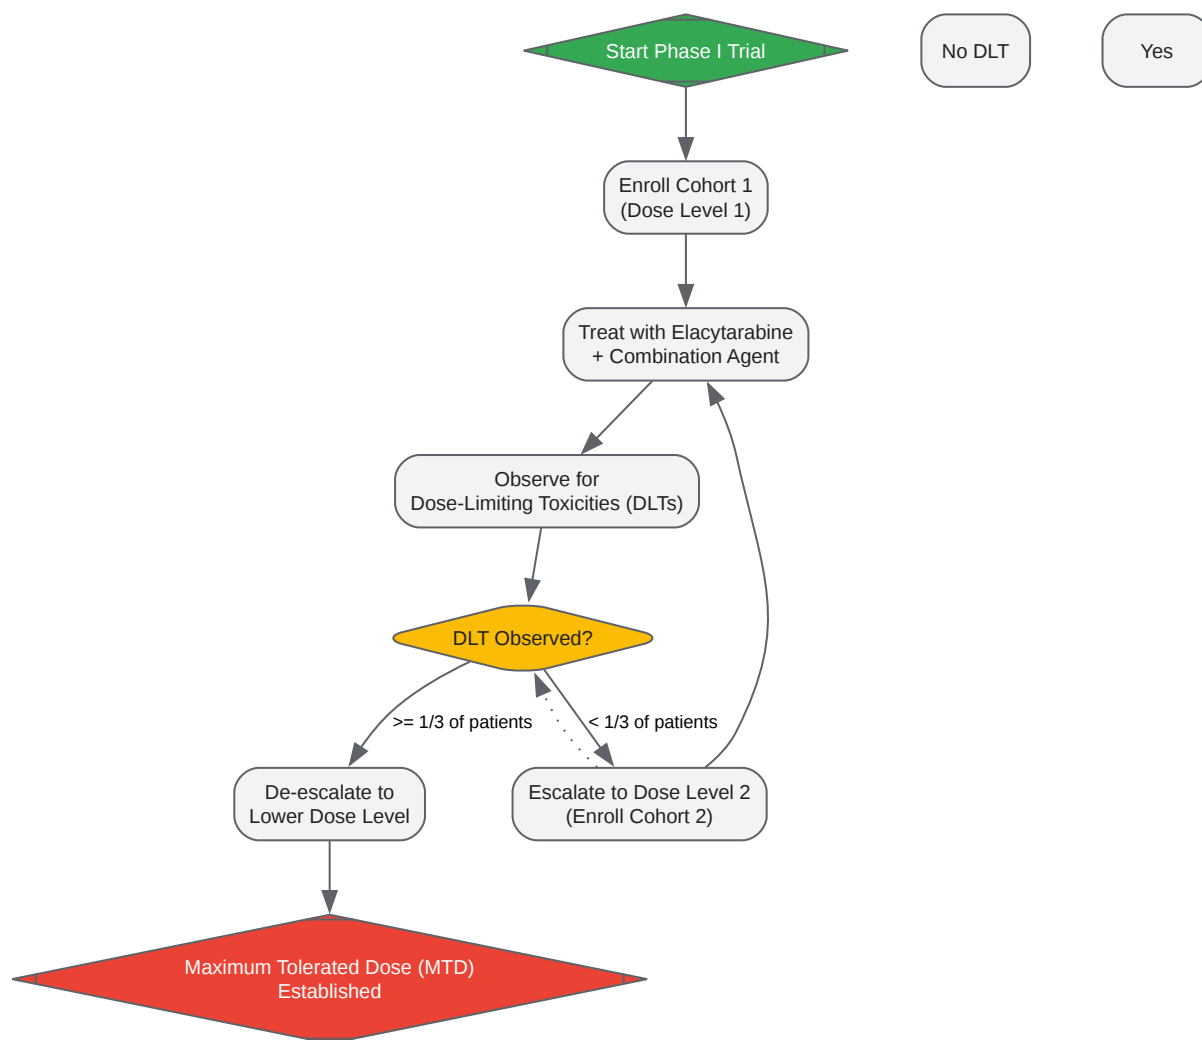 Start Phase I Trial
No DLT
Yes
Enroll Cohort 1
(Dose Level 1)
Treat with Elacytarabine
+ Combination Agent
Observe for
Dose-Limiting Toxicities (DLTs)
DLT Observed?
>= 1/3 of patients
< 1/3 of patients
De-escalate to
Lower Dose Level
Escalate to Dose Level 2
(Enroll Cohort 2)
Maximum Tolerated Dose (MTD)
Established